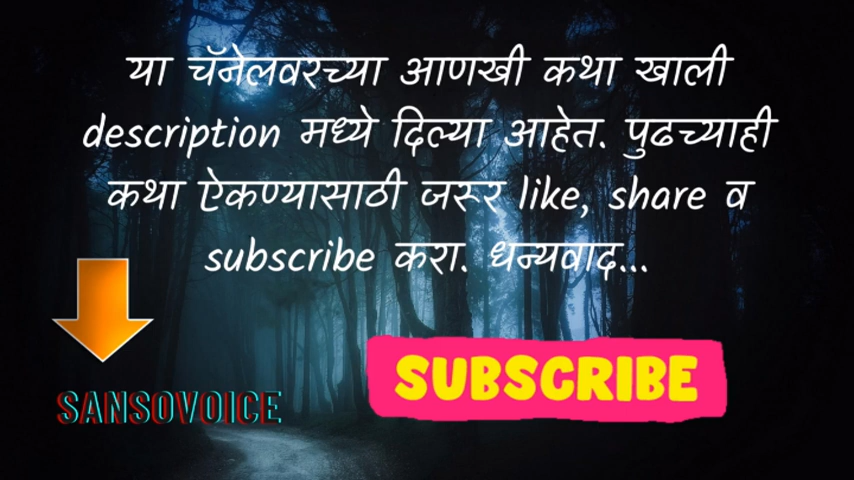 या चॅनेलवरच्या आणखी कथा खाली
description मध्ये दिल्या आहेत. पुढच्याही
कथा ऐकण्यासाठी जरूर like, share व
subscribe करा. धन्यवाद...
SUBSCRIBE
SANSOVOICE